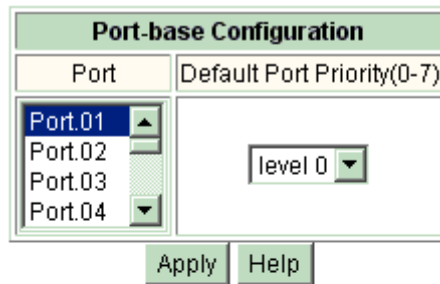 Port-base Configuration
Port Default Port Priority(0-7)
Port.01
Port.02
Port.03
Port.04
level 0
Apply Help